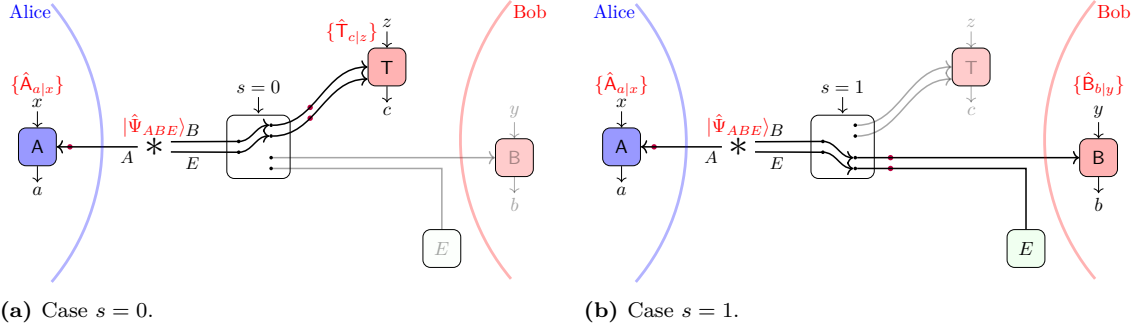 Alice
Bob
{T̂_{c|z}}
z
T
c
{Â_{a|x}}
x
A
a
|Ψ̂_{ABE}⟩
A
B
E
s = 0
y
B
b
E
(a) Case s = 0.
Alice
Bob
z
T
c
{Â_{a|x}}
x
A
a
|Ψ̂_{ABE}⟩
A
B
E
s = 1
{B̂_{b|y}}
y
B
b
E
(b) Case s = 1.